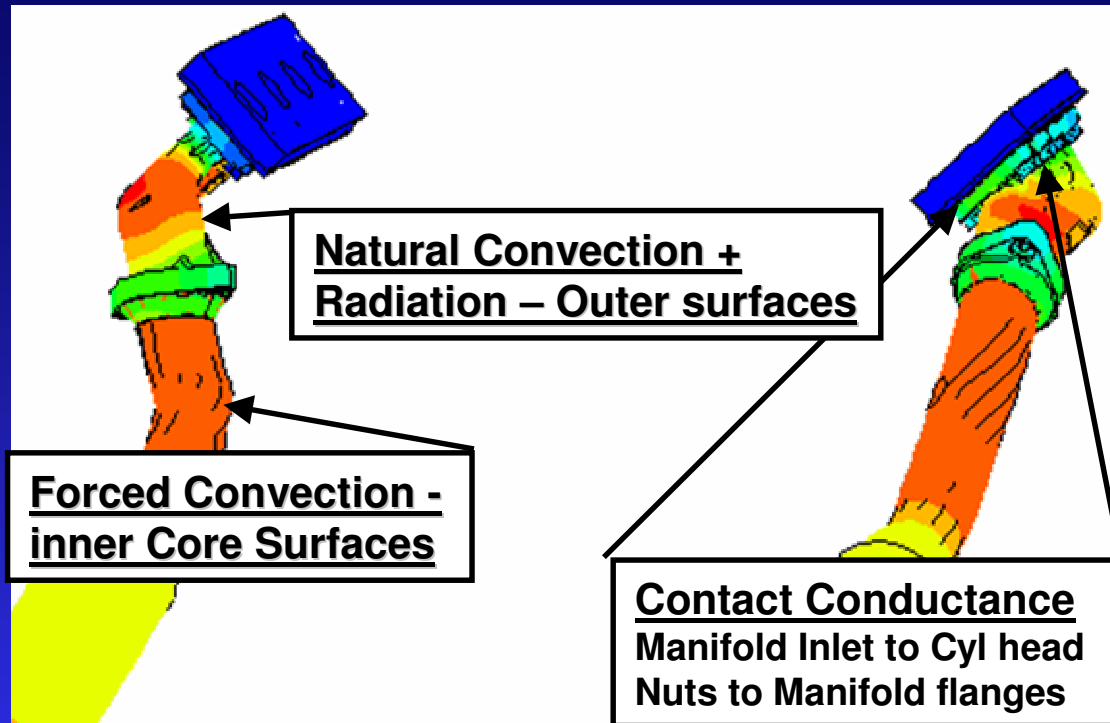 Natural Convection +
Radiation – Outer surfaces
Forced Convection -
inner Core Surfaces
Contact Conductance
Manifold Inlet to Cyl head
Nuts to Manifold flanges